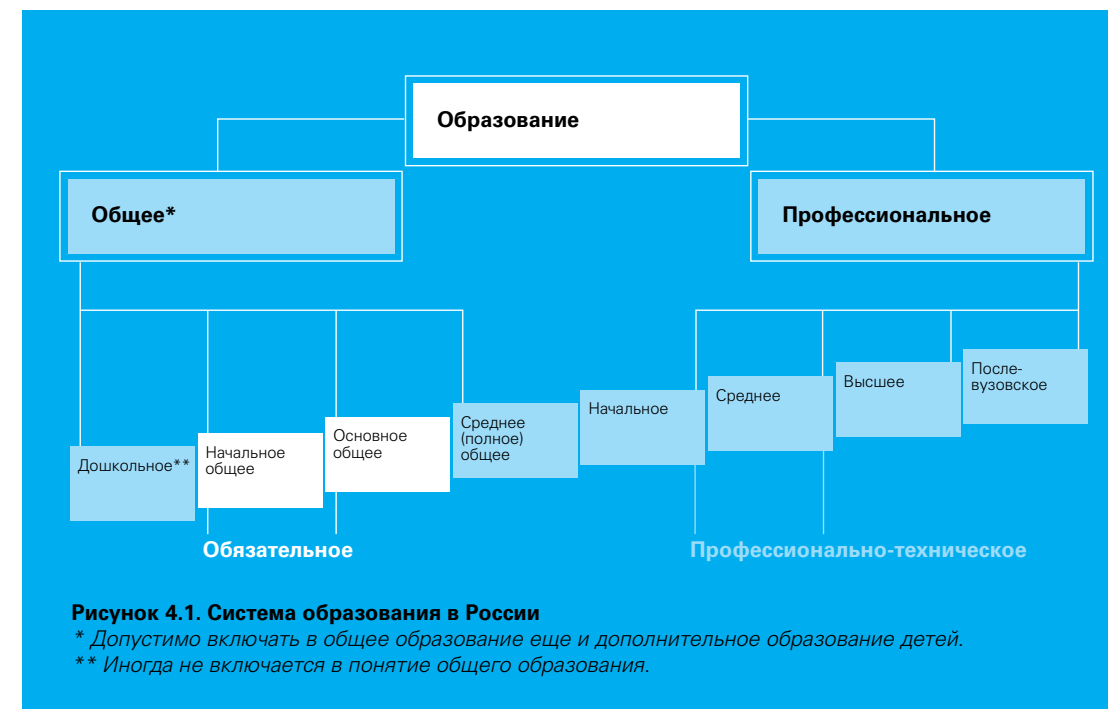 Образование
Общее*
Профессиональное
Дошкольное**
Начальное
общее
Основное
общее
Среднее
(полное)
общее
Начальное
Среднее
Высшее
После-
вузовское
Обязательное
Профессионально-техническое
Рисунок 4.1. Система образования в России
* Допустимо включать в общее образование еще и дополнительное образование детей.
** Иногда не включается в понятие общего образования.